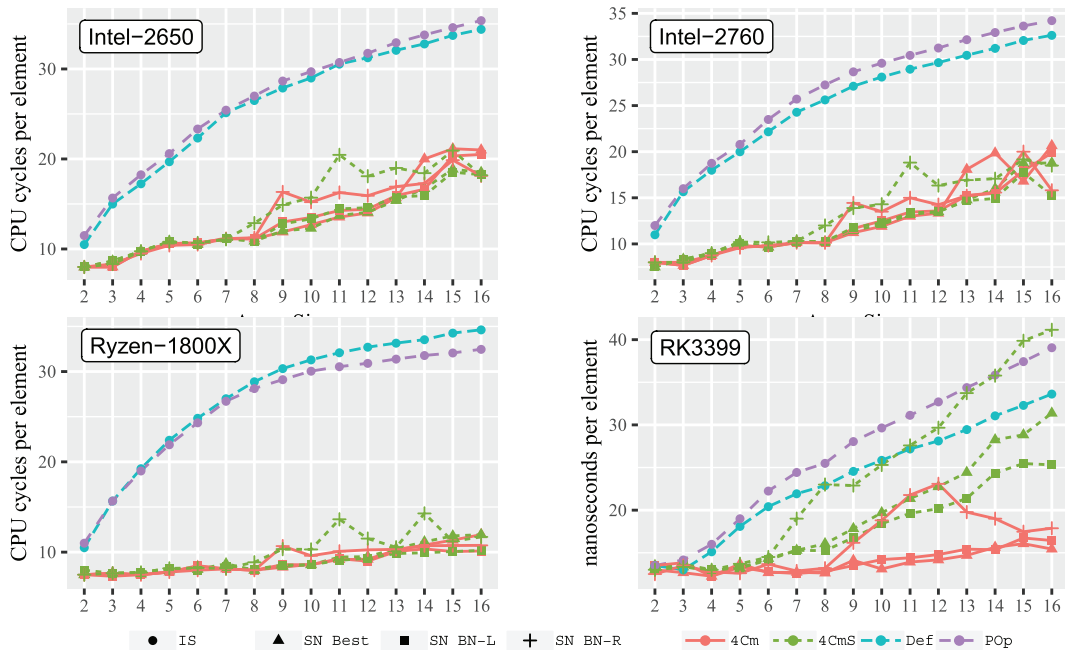 Intel-2650
CPU cycles per element
30
20
10
2 3 4 5 6 7 8 9 10 11 12 13 14 15 16
Intel-2760
CPU cycles per element
35
30
25
20
15
10
2 3 4 5 6 7 8 9 10 11 12 13 14 15 16
Ryzen-1800X
CPU cycles per element
30
20
10
2 3 4 5 6 7 8 9 10 11 12 13 14 15 16
RK3399
nanoseconds per element
40
30
20
2 3 4 5 6 7 8 9 10 11 12 13 14 15 16
IS SN Best SN BN-L SN BN-R 4Cm 4CmS Def POp